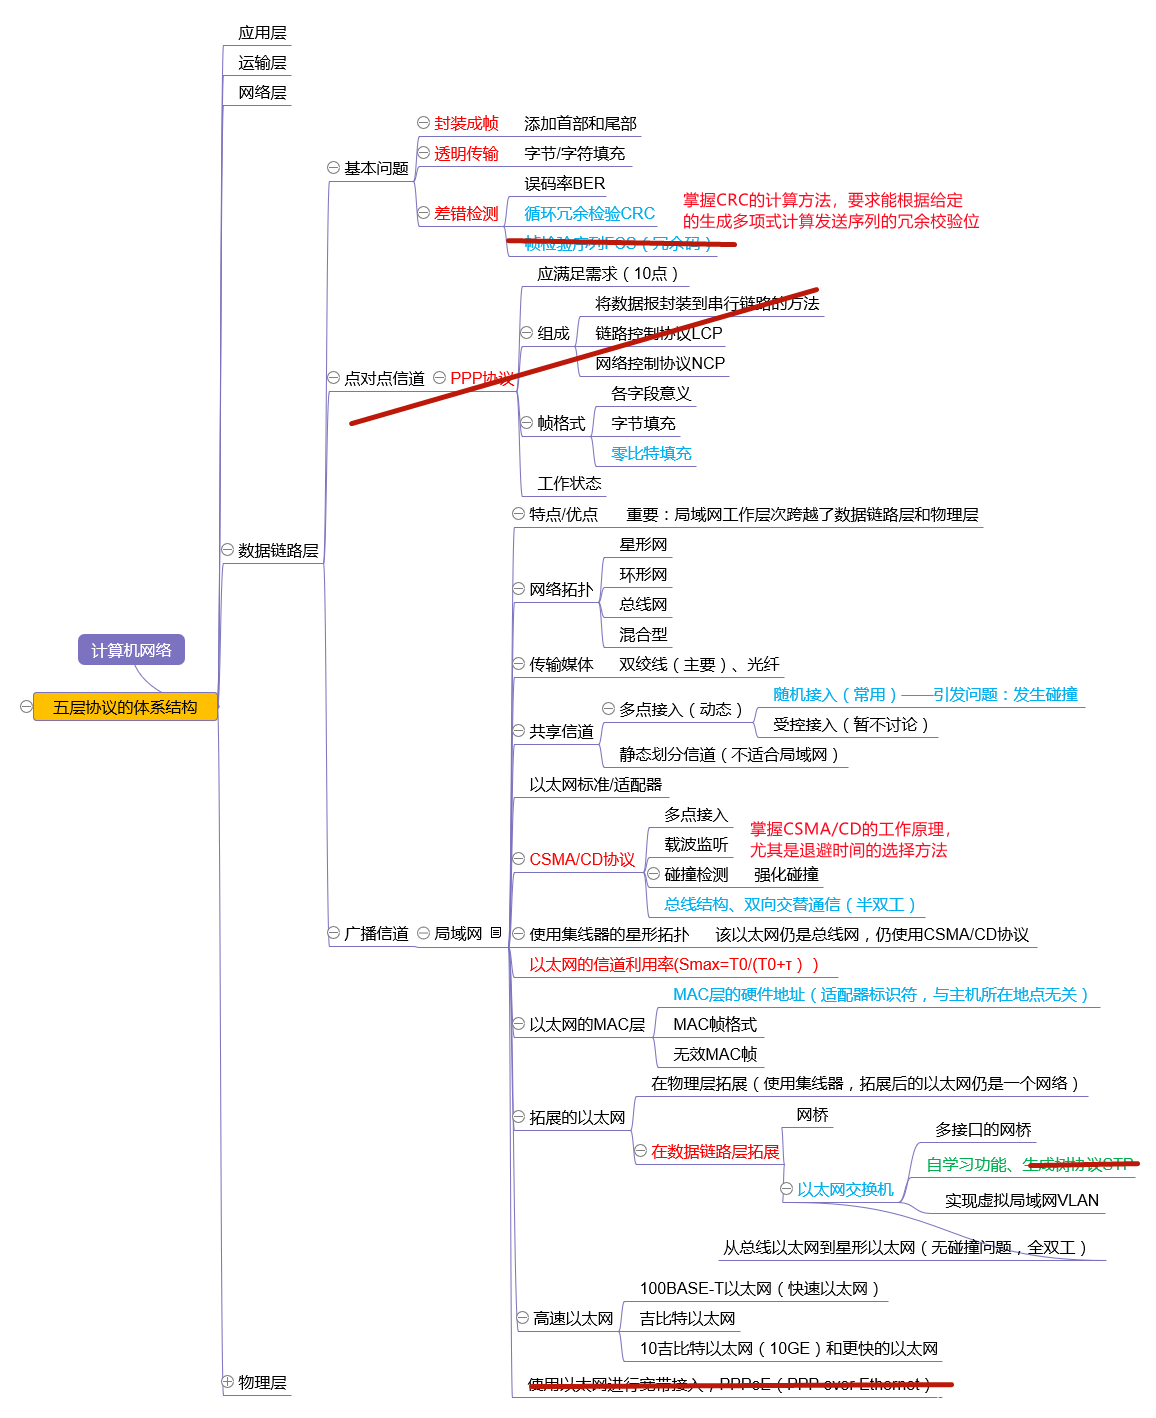 应用层
运输层
网络层
封装成帧
添加首部和尾部
透明传输
字节/字符填充
基本问题
误码率BER
差错检测
循环冗余检验CRC
掌握CRC的计算方法，要求能根据给定
的生成多项式计算发送序列的冗余校验位
帧检验序列FCS（冗余码）
应满足需求（10点）
将数据报封装到串行链路的方法
组成
链路控制协议LCP
网络控制协议NCP
点对点信道
PPP协议
各字段意义
帧格式
字节填充
零比特填充
工作状态
特点/优点
重要：局域网工作层次跨越了数据链路层和物理层
数据链路层
星形网
环形网
网络拓扑
总线网
混合型
计算机网络
传输媒体
双绞线（主要）、光纤
五层协议的体系结构
随机接入（常用）——引发问题：发生碰撞
多点接入（动态）
受控接入（暂不讨论）
共享信道
静态划分信道（不适合局域网）
以太网标准/适配器
多点接入
掌握CSMA/CD的工作原理，
尤其是退避时间的选择方法
载波监听
CSMA/CD协议
碰撞检测
强化碰撞
总线结构、双向交替通信（半双工）
广播信道
局域网
使用集线器的星形拓扑
该以太网仍是总线网，仍使用CSMA/CD协议
以太网的信道利用率(Smax=T0/(T0+τ））
MAC层的硬件地址（适配器标识符，与主机所在地点无关）
以太网的MAC层
MAC帧格式
无效MAC帧
在物理层拓展（使用集线器，拓展后的以太网仍是一个网络）
拓展的以太网
网桥
多接口的网桥
在数据链路层拓展
自学习功能、生成树协议STP
以太网交换机
实现虚拟局域网VLAN
从总线以太网到星形以太网（无碰撞问题，全双工）
100BASE-T以太网（快速以太网）
高速以太网
吉比特以太网
10吉比特以太网（10GE）和更快的以太网
物理层
使用以太网进行宽带接入，PPPoE（PPP over Ethernet）